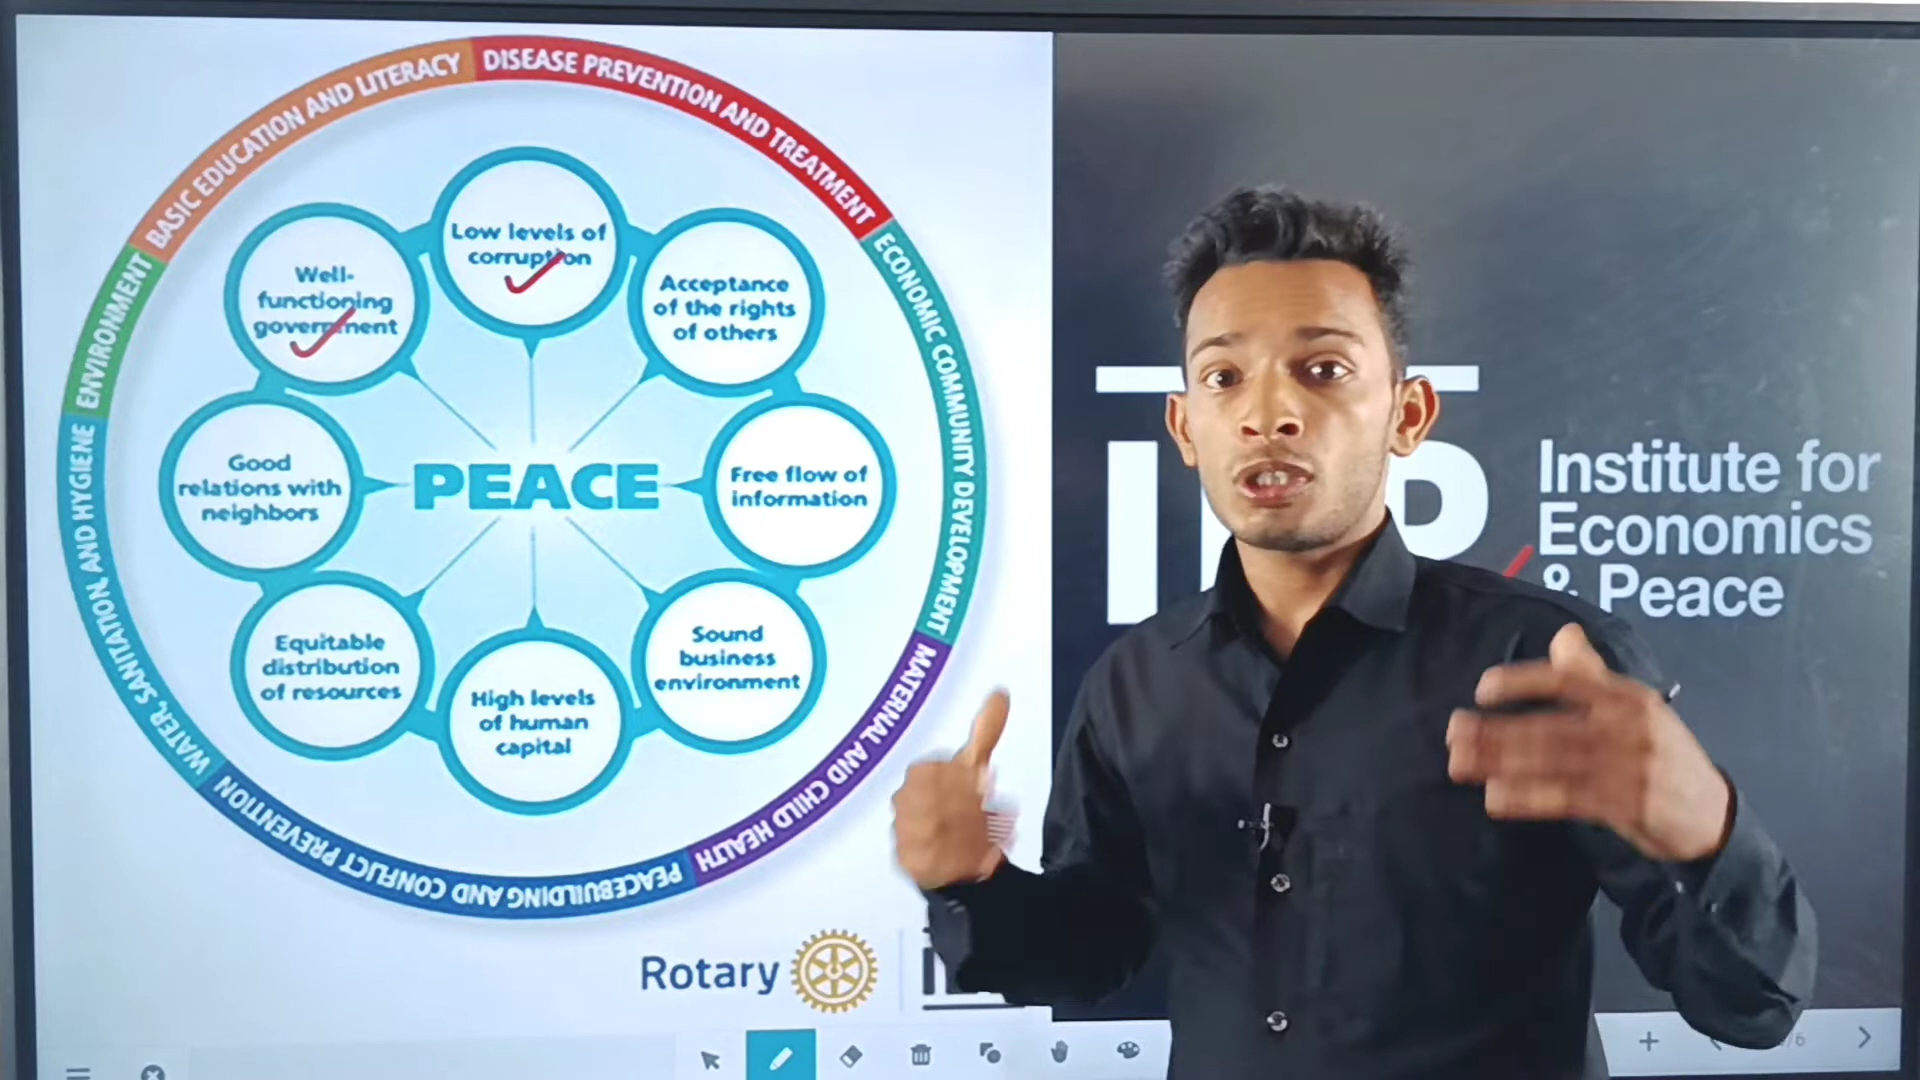 BASIC EDUCATION AND LITERACY
DISEASE PREVENTION AND TREATMENT
ECONOMIC COMMUNITY DEVELOPMENT
MATERNAL AND CHILD HEALTH
PEACEBUILDING AND CONFLICT PREVENTION
WATER, SANITATION, AND HYGIENE
ENVIRONMENT
Low levels of
corruption
Acceptance
of the rights
of others
Free flow of
information
Sound
business
environment
High levels
of human
capital
Equitable
distribution
of resources
Good
relations with
neighbors
Well-
functioning
government
PEACE
Rotary
Institute for
Economics
& Peace